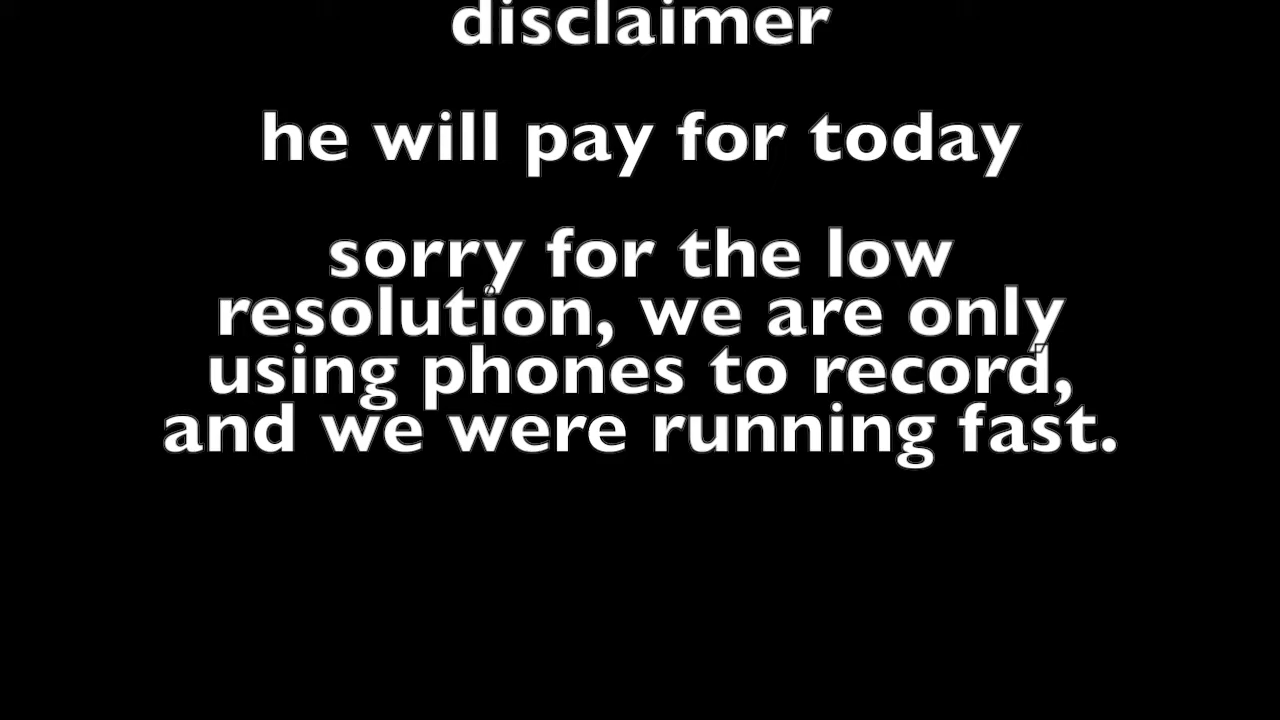 disclaimer
he will pay for today
sorry for the low
resolution, we are only
using phones to record,
and we were running fast.